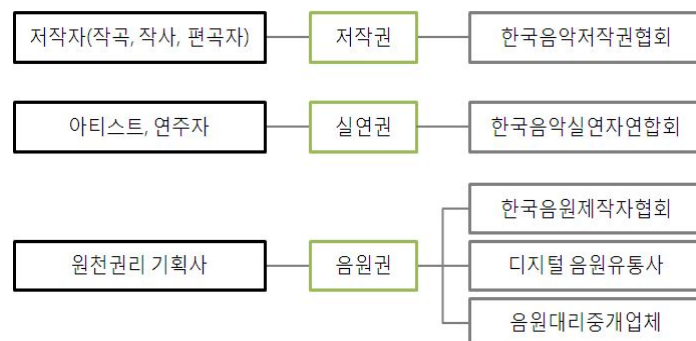 저작자(작곡, 작사, 편곡자)
저작권
한국음악저작권협회
아티스트, 연주자
실연권
한국음악실연자연합회
원천권리 기획사
음원권
한국음원제작자협회
디지털 음원유통사
음원대리중개업체